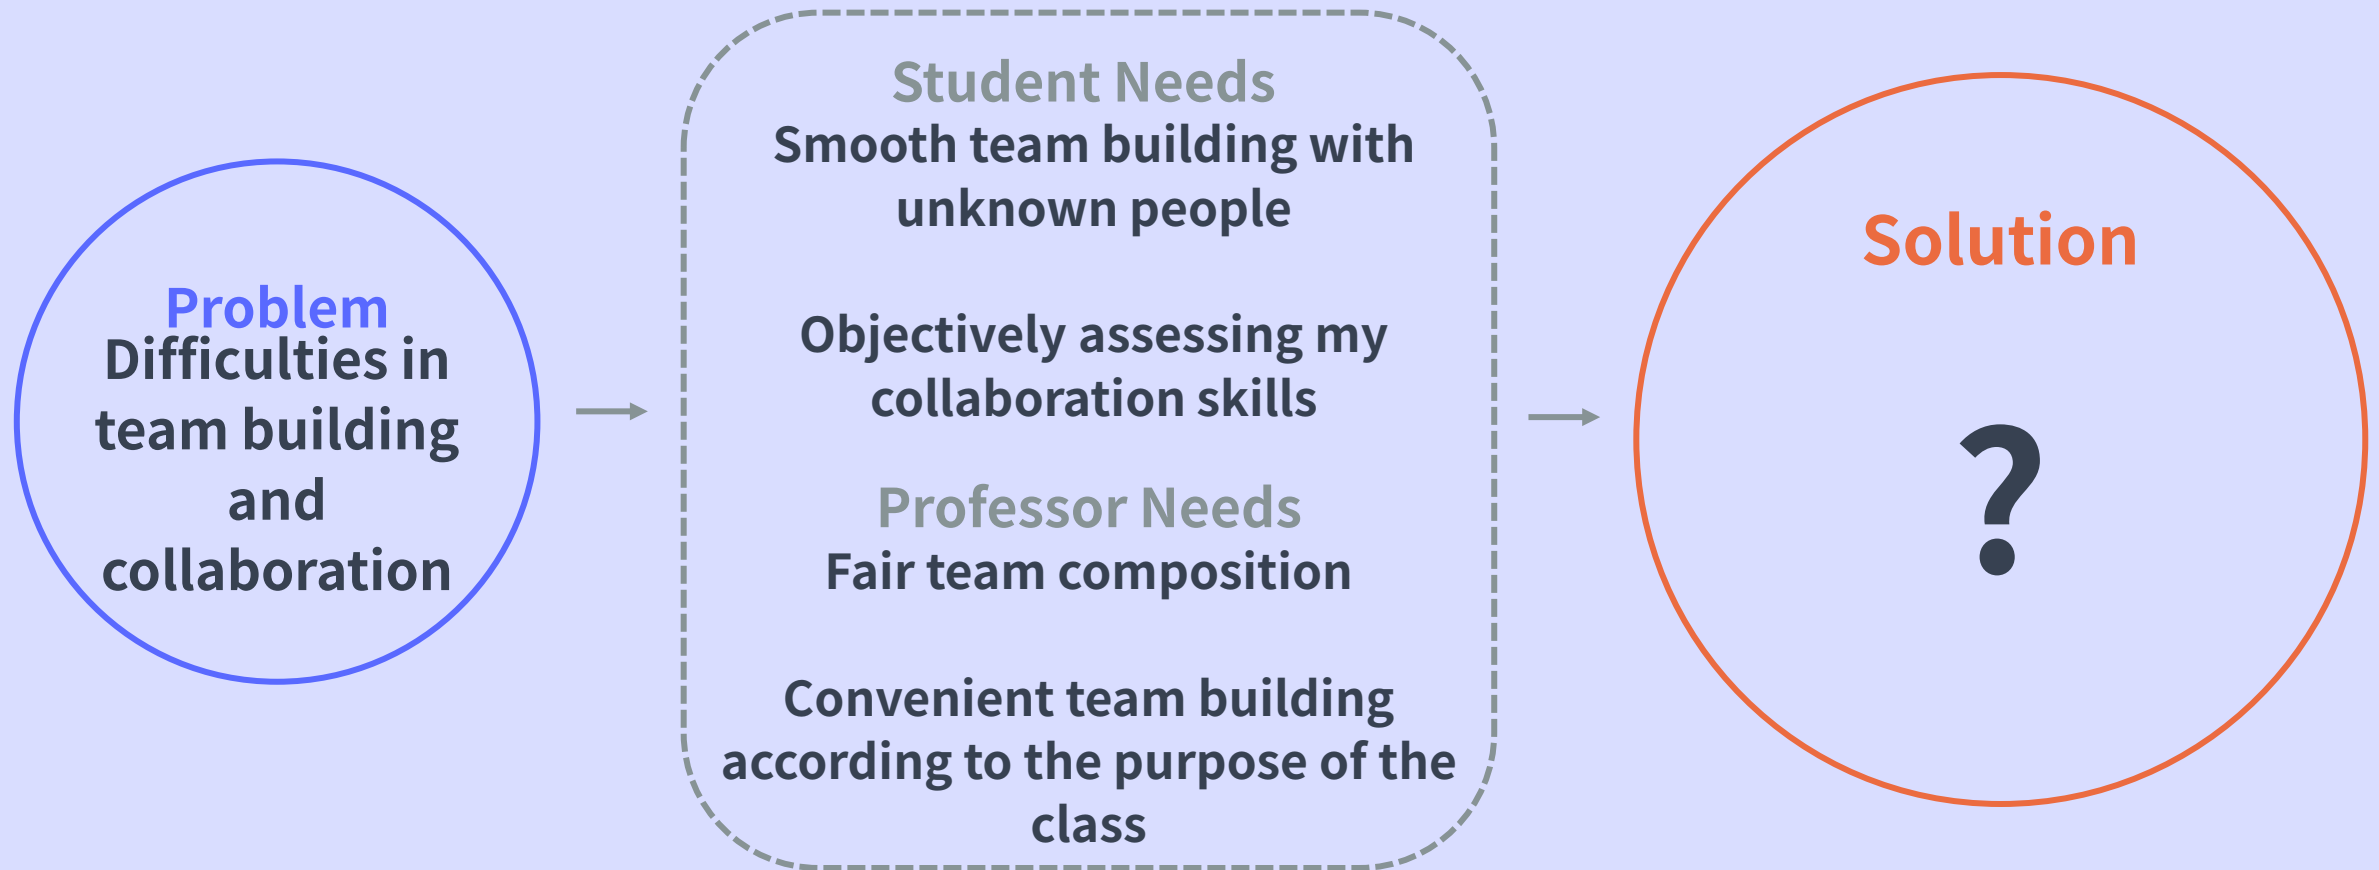 Problem
Difficulties in
team building
and
collaboration
Student Needs
Smooth team building with
unknown people
Objectively assessing my
collaboration skills
Professor Needs
Fair team composition
Convenient team building
according to the purpose of the
class
Solution
?